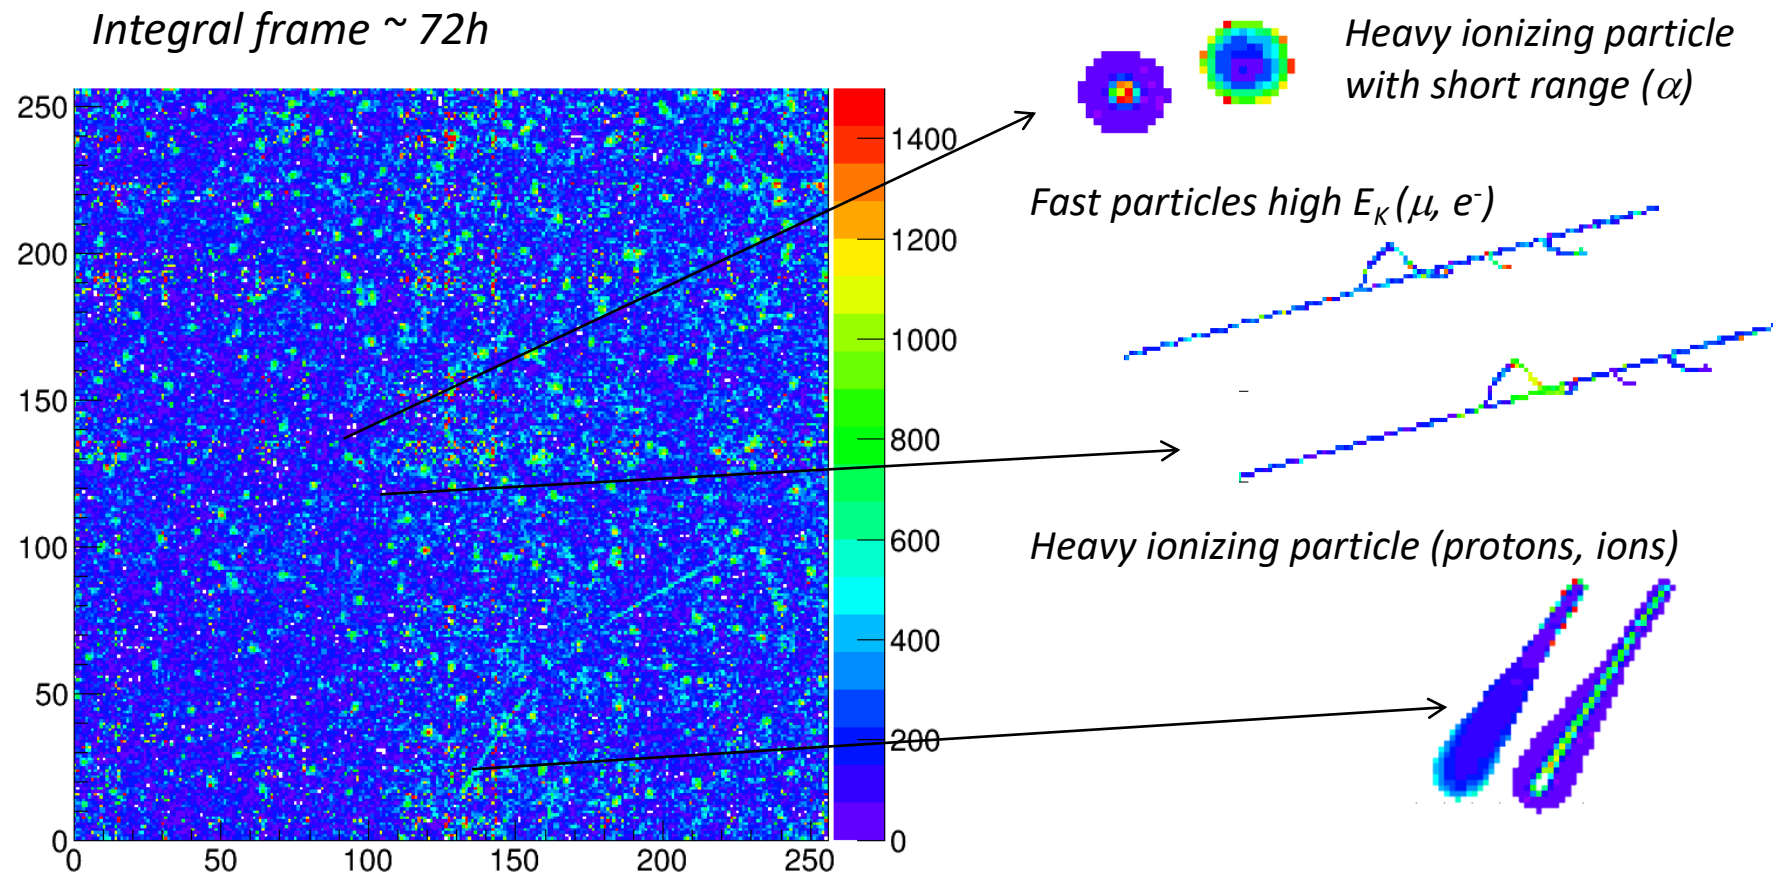 Integral frame ~ 72h
Heavy ionizing particle
with short range (α)
Fast particles high E_K (μ, e⁻)
Heavy ionizing particle (protons, ions)
250
200
150
100
50
0
0 50 100 150 200 250
1400
1200
1000
800
600
400
200
0